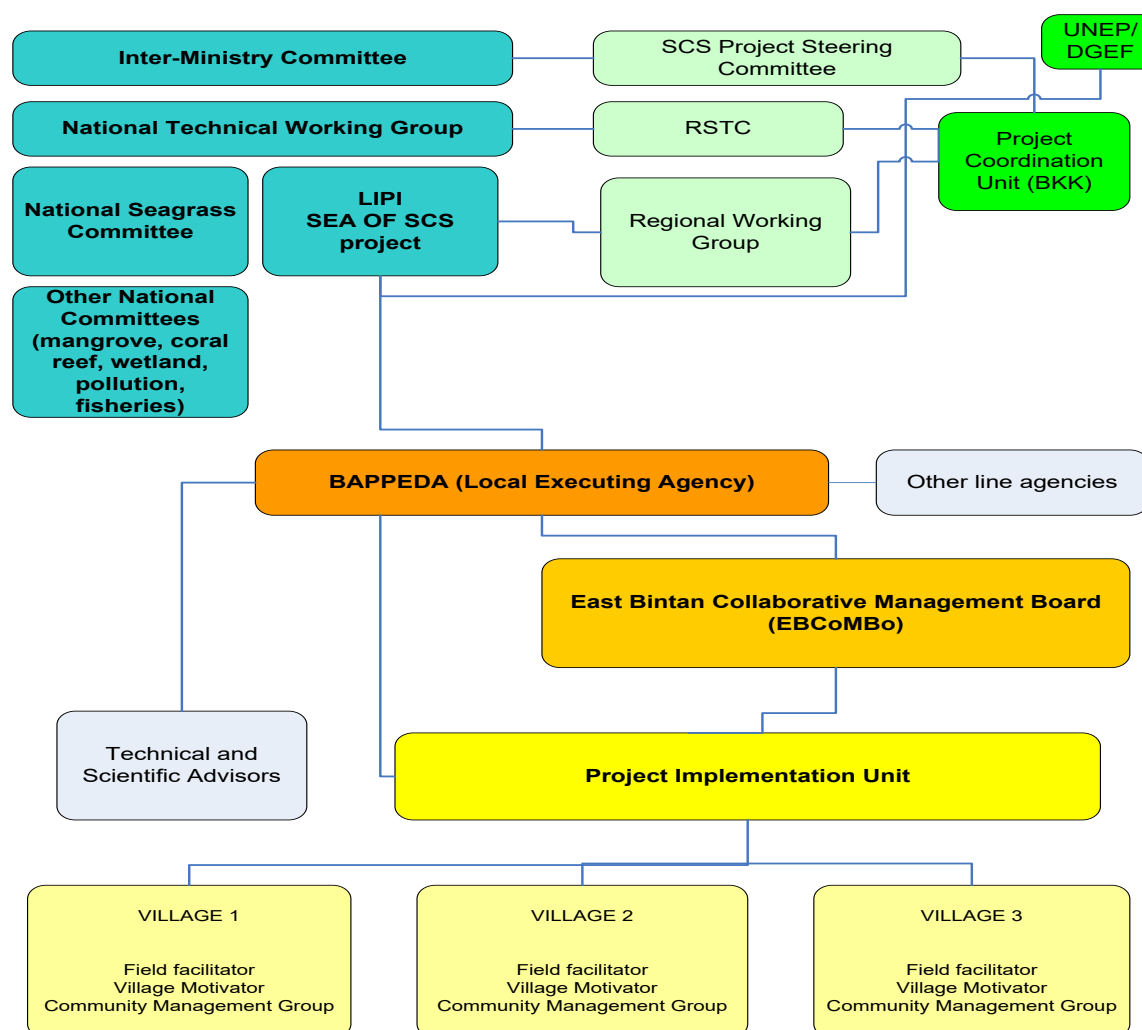 Inter-Ministry Committee
SCS Project Steering
Committee
UNEP/
DGEF
National Technical Working Group
RSTC
Project
Coordination
Unit (BKK)
National Seagrass
Committee
LIPI
SEA OF SCS
project
Regional Working
Group
Other National
Committees
(mangrove, coral
reef, wetland,
pollution,
fisheries)
BAPPEDA (Local Executing Agency)
Other line agencies
East Bintan Collaborative Management Board
(EBCoMBo)
Technical and
Scientific Advisors
Project Implementation Unit
VILLAGE 1
Field facilitator
Village Motivator
Community Management Group
VILLAGE 2
Field facilitator
Village Motivator
Community Management Group
VILLAGE 3
Field facilitator
Village Motivator
Community Management Group